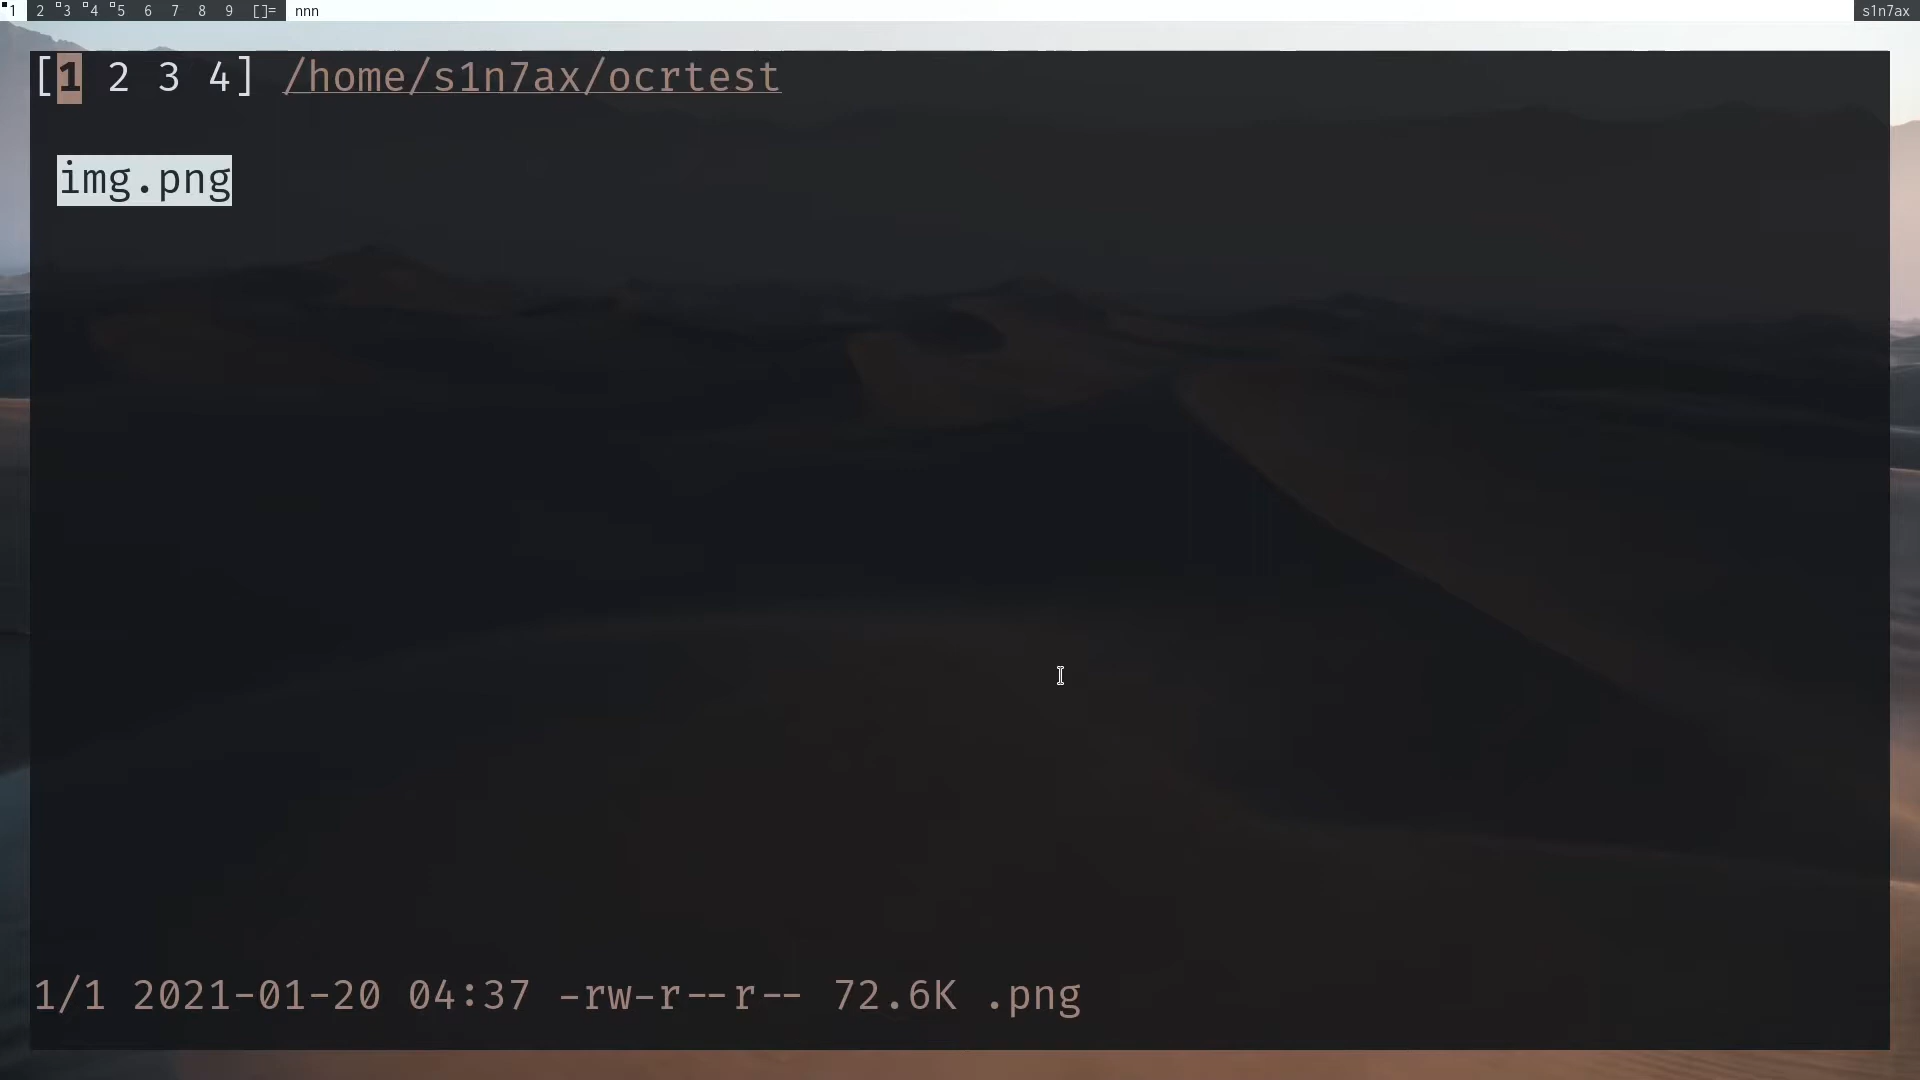 1 2 3 4 5 6 7 8 9 []= nnn s1n7ax
[1 2 3 4] /home/s1n7ax/ocrtest
img.png
1/1 2021-01-20 04:37 -rw-r--r-- 72.6K .png